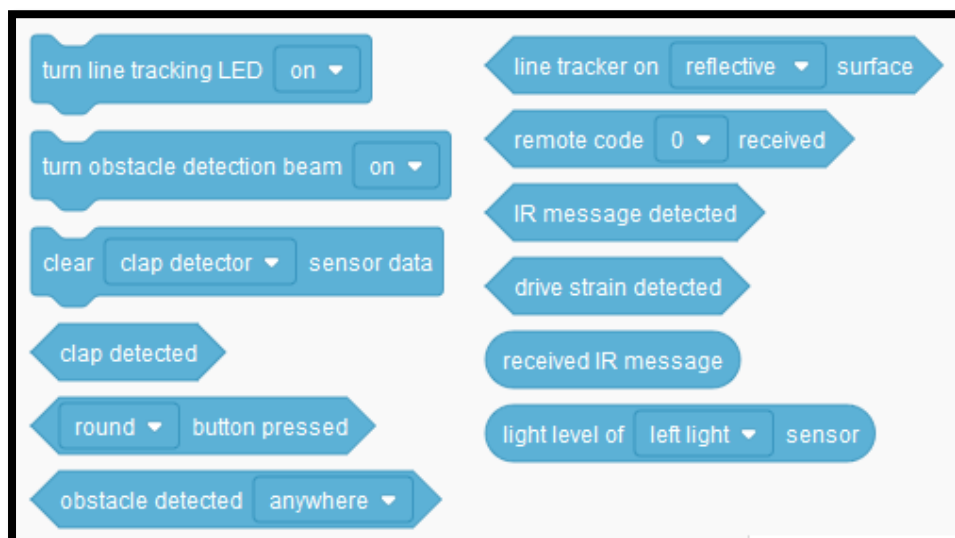 turn line tracking LED on
turn obstacle detection beam on
clear clap detector sensor data
clap detected
round button pressed
obstacle detected anywhere
line tracker on reflective surface
remote code 0 received
IR message detected
drive strain detected
received IR message
light level of left light sensor